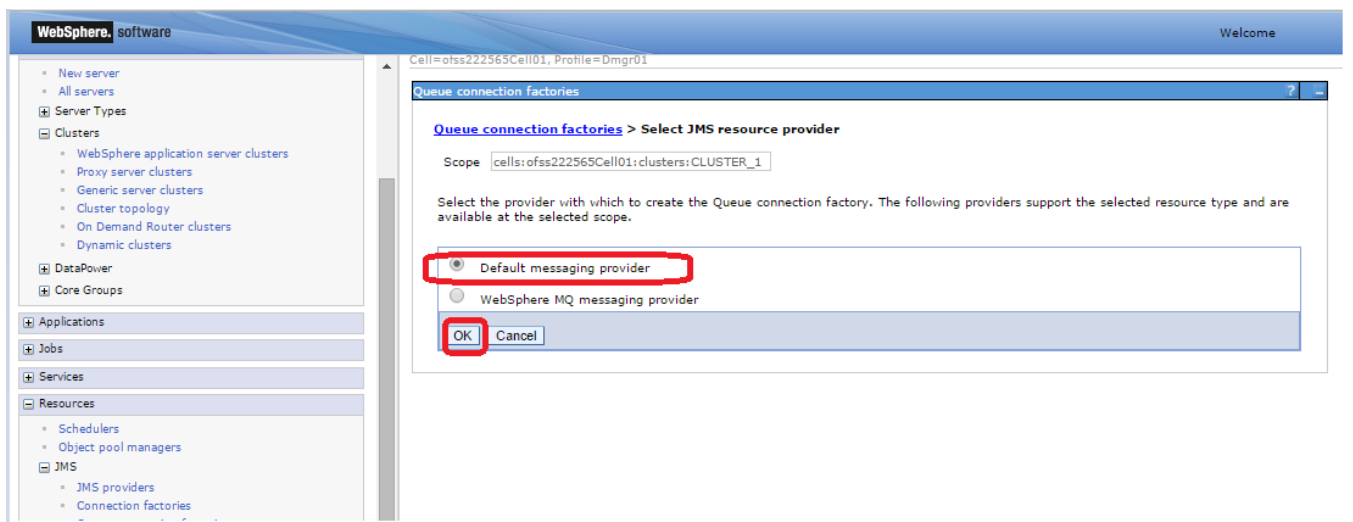 WebSphere. software
Welcome
New server
All servers
Server Types
Clusters
WebSphere application server clusters
Proxy server clusters
Generic server clusters
Cluster topology
On Demand Router clusters
Dynamic clusters
DataPower
Core Groups
Applications
Jobs
Services
Resources
Schedulers
Object pool managers
JMS
JMS providers
Connection factories
Cell=ofss222565Cell01, Profile=Dmgr01
Queue connection factories ? –
Queue connection factories > Select JMS resource provider
Scope cells:ofss222565Cell01:clusters:CLUSTER_1
Select the provider with which to create the Queue connection factory. The following providers support the selected resource type and are
available at the selected scope.
Default messaging provider
WebSphere MQ messaging provider
OK Cancel